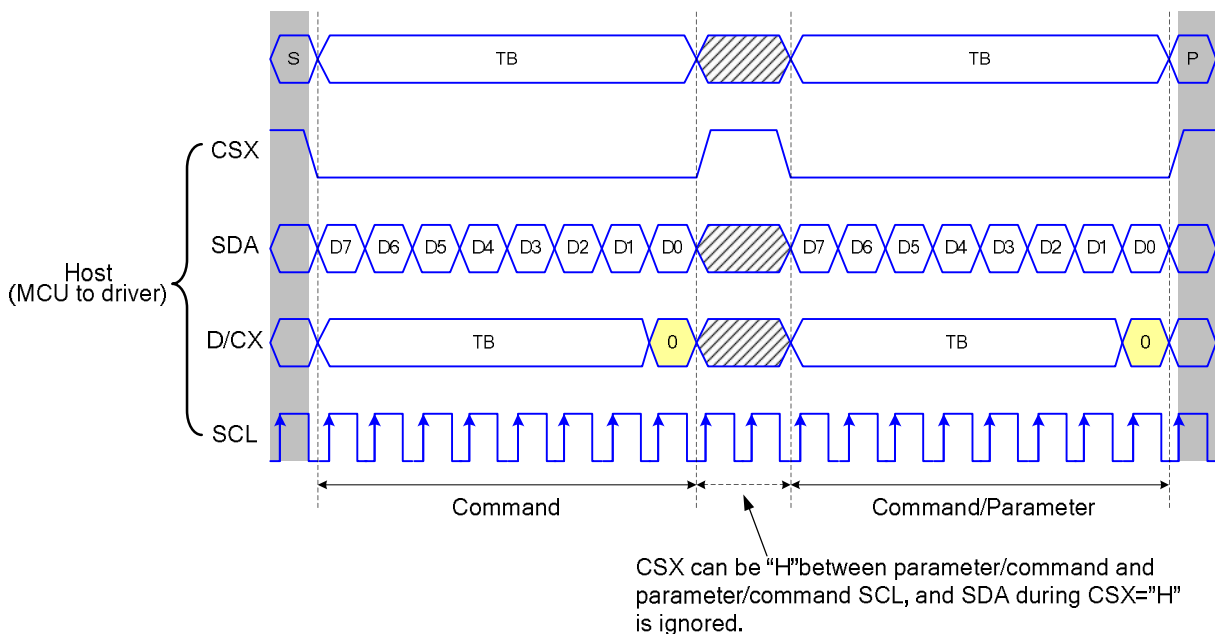 S TB TB P
CSX
SDA D7 D6 D5 D4 D3 D2 D1 D0 D7 D6 D5 D4 D3 D2 D1 D0
Host
(MCU to driver)
D/CX TB 0 TB 0
SCL
Command Command/Parameter
CSX can be “H”between parameter/command and
parameter/command SCL, and SDA during CSX=”H”
is ignored.